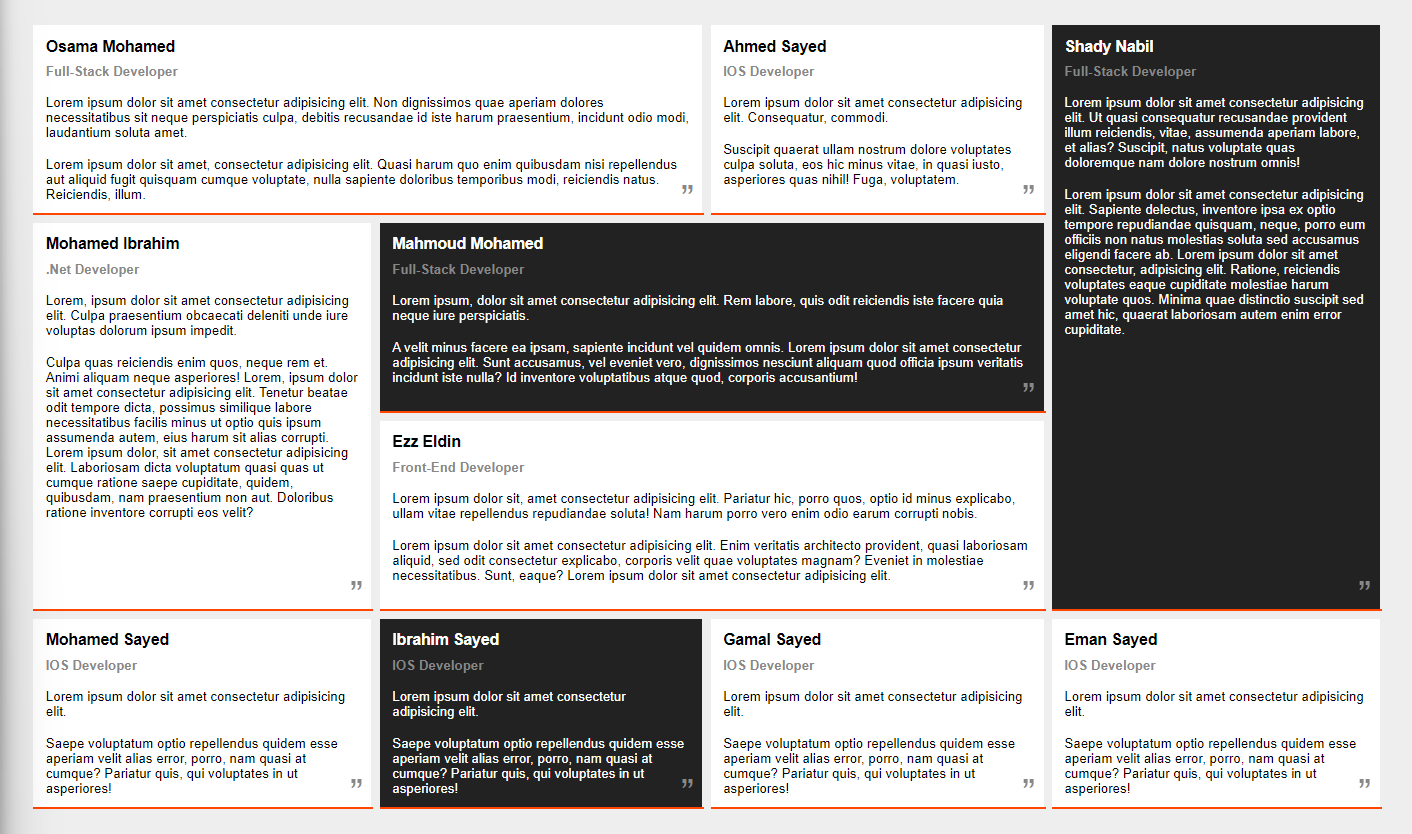 Osama Mohamed
Full-Stack Developer
Lorem ipsum dolor sit amet consectetur adipisicing elit. Non dignissimos quae aperiam dolores
necessitatibus sit neque perspiciatis culpa, debitis recusandae id iste harum praesentium, incidunt odio modi,
laudantium soluta amet.
Lorem ipsum dolor sit amet, consectetur adipisicing elit. Quasi harum quo enim quibusdam nisi repellendus
aut aliquid fugit quisquam cumque voluptate, nulla sapiente doloribus temporibus modi, reiciendis natus.
Reiciendis, illum.
”
Ahmed Sayed
IOS Developer
Lorem ipsum dolor sit amet consectetur adipisicing
elit. Consequatur, commodi.
Suscipit quaerat ullam nostrum dolore voluptates
culpa soluta, eos hic minus vitae, in quasi iusto,
asperiores quas nihil! Fuga, voluptatem.
”
Shady Nabil
Full-Stack Developer
Lorem ipsum dolor sit amet consectetur adipisicing
elit. Ut quasi consequatur recusandae provident
illum reiciendis, vitae, assumenda aperiam labore,
et alias? Suscipit, natus voluptate quas
doloremque nam dolore nostrum omnis!
Lorem ipsum dolor sit amet consectetur adipisicing
elit. Sapiente delectus, inventore ipsa ex optio
tempore repudiandae quisquam, neque, porro eum
officiis non natus molestias soluta sed accusamus
eligendi facere ab. Lorem ipsum dolor sit amet
consectetur, adipisicing elit. Ratione, reiciendis
voluptates eaque cupiditate molestiae harum
voluptate quos. Minima quae distinctio suscipit sed
amet hic, quaerat laboriosam autem enim error
cupiditate.
”
Mohamed Ibrahim
.Net Developer
Lorem, ipsum dolor sit amet consectetur adipisicing
elit. Culpa praesentium obcaecati deleniti unde iure
voluptas dolorum ipsum impedit.
Culpa quas reiciendis enim quos, neque rem et.
Animi aliquam neque asperiores! Lorem, ipsum dolor
sit amet consectetur adipisicing elit. Tenetur beatae
odit tempore dicta, possimus similique labore
necessitatibus facilis minus ut optio quis ipsum
assumenda autem, eius harum sit alias corrupti.
Lorem ipsum dolor, sit amet consectetur adipisicing
elit. Laboriosam dicta voluptatum quasi quas ut
cumque ratione saepe cupiditate, quidem,
quibusdam, nam praesentium non aut. Doloribus
ratione inventore corrupti eos velit?
”
Mahmoud Mohamed
Full-Stack Developer
Lorem ipsum, dolor sit amet consectetur adipisicing elit. Rem labore, quis odit reiciendis iste facere quia
neque iure perspiciatis.
A velit minus facere ea ipsam, sapiente incidunt vel quidem omnis. Lorem ipsum dolor sit amet consectetur
adipisicing elit. Sunt accusamus, vel eveniet vero, dignissimos nesciunt aliquam quod officia ipsum veritatis
incidunt iste nulla? Id inventore voluptatibus atque quod, corporis accusantium!
”
Ezz Eldin
Front-End Developer
Lorem ipsum dolor sit, amet consectetur adipisicing elit. Pariatur hic, porro quos, optio id minus explicabo,
ullam vitae repellendus repudiandae soluta! Nam harum porro vero enim odio earum corrupti nobis.
Lorem ipsum dolor sit amet consectetur adipisicing elit. Enim veritatis architecto provident, quasi laboriosam
aliquid, sed odit consectetur explicabo, corporis velit quae voluptates magnam? Eveniet in molestiae
necessitatibus. Sunt, eaque? Lorem ipsum dolor sit amet consectetur adipisicing elit.
”
Mohamed Sayed
IOS Developer
Lorem ipsum dolor sit amet consectetur adipisicing
elit.
Saepe voluptatum optio repellendus quidem esse
aperiam velit alias error, porro, nam quasi at
cumque? Pariatur quis, qui voluptates in ut
asperiores!
”
Ibrahim Sayed
IOS Developer
Lorem ipsum dolor sit amet consectetur
adipisicing elit.
Saepe voluptatum optio repellendus quidem esse
aperiam velit alias error, porro, nam quasi at
cumque? Pariatur quis, qui voluptates in ut
asperiores!
”
Gamal Sayed
IOS Developer
Lorem ipsum dolor sit amet consectetur adipisicing
elit.
Saepe voluptatum optio repellendus quidem esse
aperiam velit alias error, porro, nam quasi at
cumque? Pariatur quis, qui voluptates in ut
asperiores!
”
Eman Sayed
IOS Developer
Lorem ipsum dolor sit amet consectetur adipisicing
elit.
Saepe voluptatum optio repellendus quidem esse
aperiam velit alias error, porro, nam quasi at
cumque? Pariatur quis, qui voluptates in ut
asperiores!
”